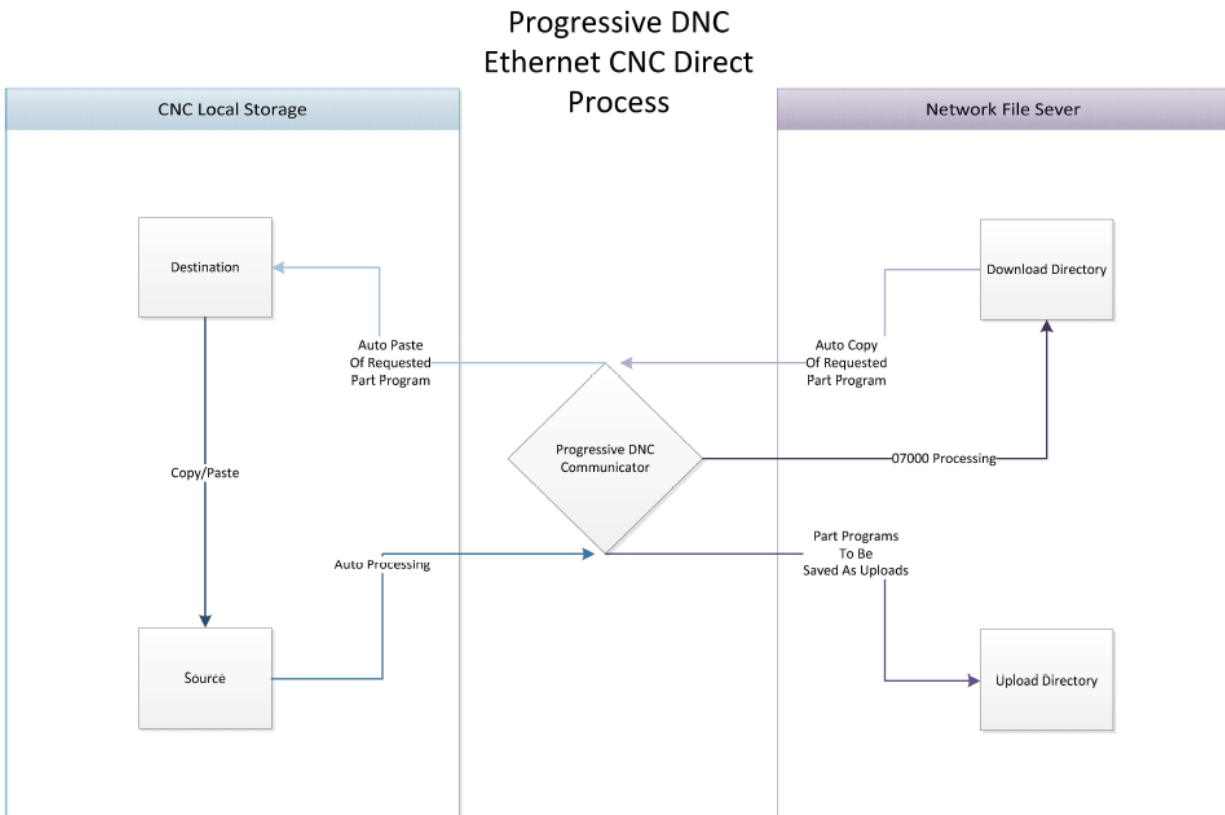 Progressive DNC
Ethernet CNC Direct
Process
CNC Local Storage
Network File Sever
Destination
Download Directory
Auto Paste
Of Requested
Part Program
Auto Copy
Of Requested
Part Program
Progressive DNC
Communicator
O7000 Processing
Copy/Paste
Auto Processing
Part Programs
To Be
Saved As Uploads
Source
Upload Directory